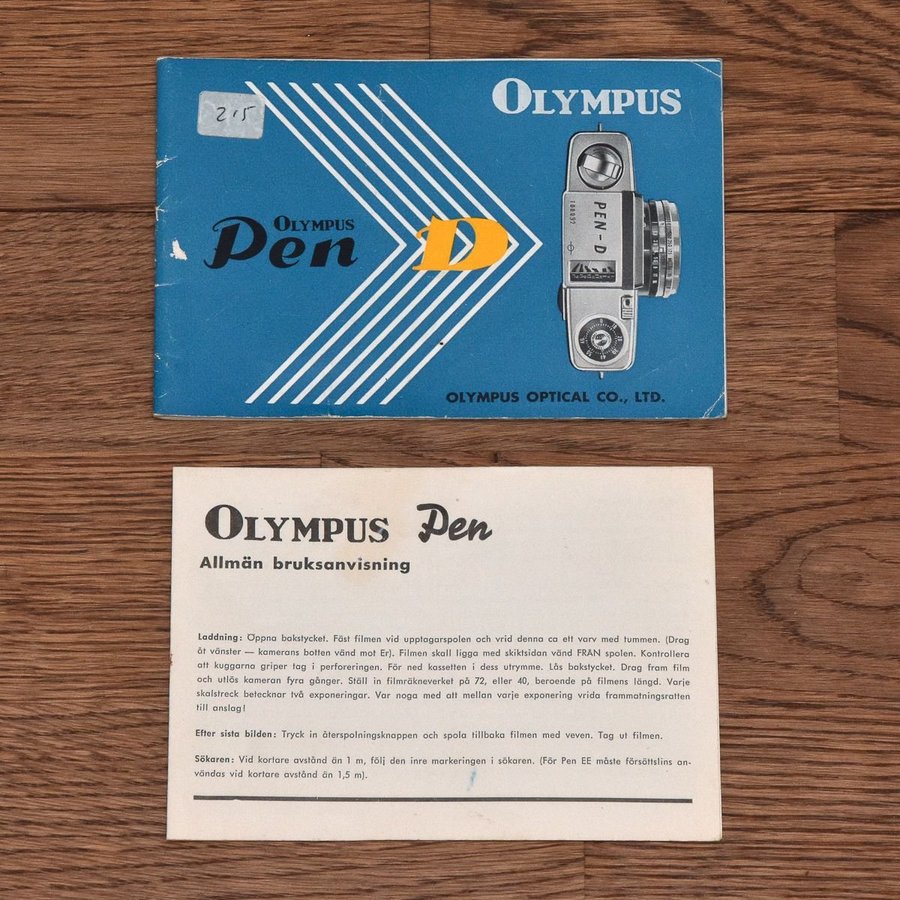 215
OLYMPUS
OLYMPUS
Pen D
PEN-D
OLYMPUS OPTICAL CO., LTD.
OLYMPUS Pen
Allmän bruksanvisning
Laddning: Öppna bakstycket. Fäst filmen vid upptagarspolen och vrid denna ca ett varv med tummen. (Drag
åt vänster — kamerans botten vänd mot Er). Filmen skall ligga med skiktsidan vänd FRAN spolen. Kontrollera
att kuggarna griper tag i perforeringen. För ned kassetten i dess utrymme. Lås bakstycket. Drag fram film
och utlös kameran fyra gånger. Ställ in filmräkneverket på 72, eller 40, beroende på filmens längd. Varje
skalstreck betecknar två exponeringar. Var noga med att mellan varje exponering vrida frammatningsratten
till anslag!
Efter sista bilden: Tryck in återspolningsknappen och spola tillbaka filmen med veven. Tag ut filmen.
Sökaren: Vid kortare avstånd än 1 m, följ den inre markeringen i sökaren. (För Pen EE måste försättslins an-
vändas vid kortare avstånd än 1,5 m).